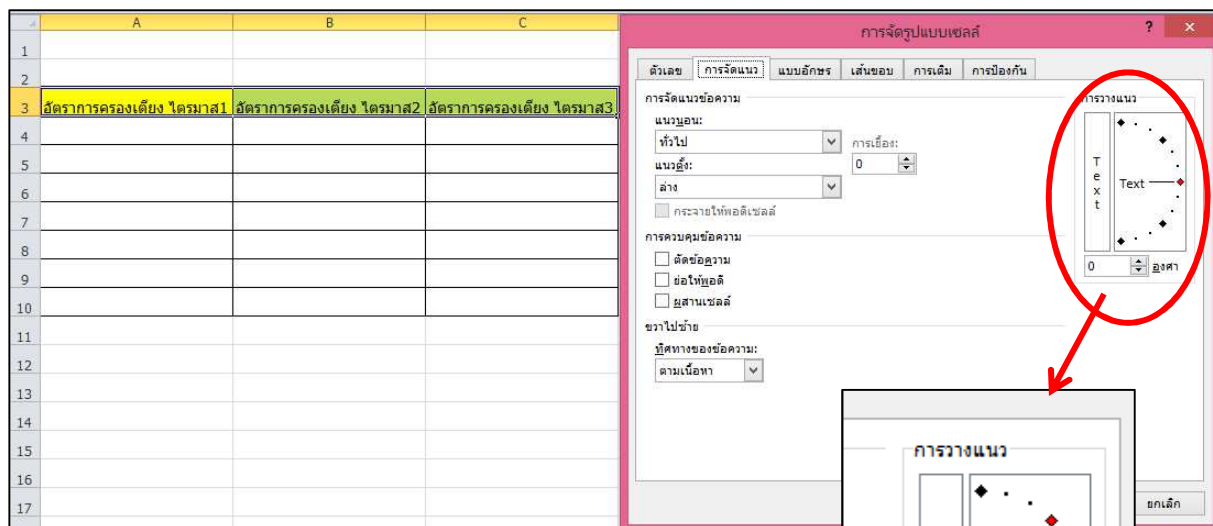 A B C
1
2
3 อัตราการครองเตียง ไตรมาส1 อัตราการครองเตียง ไตรมาส2 อัตราการครองเตียง ไตรมาส3
4
5
6
7
8
9
10
11
12
13
14
15
16
17
การจัดรูปแบบเซลล์ ? ×
ตัวเลข การจัดแนว แบบอักษร เส้นขอบ การเติม การป้องกัน
การจัดแนวข้อความ
แนวนอน:
ทั่วไป การเยื้อง:
แนวตั้ง: 0
ล่าง
กระจายให้พอดีเซลล์
การควบคุมข้อความ
ตัดข้อความ
ย่อให้พอดี
ผสานเซลล์
ขวาไปซ้าย
ทิศทางของข้อความ:
ตามเนื้อหา
การวางแนว
Text
Text
0 องศา
การวางแนว
ยกเลิก